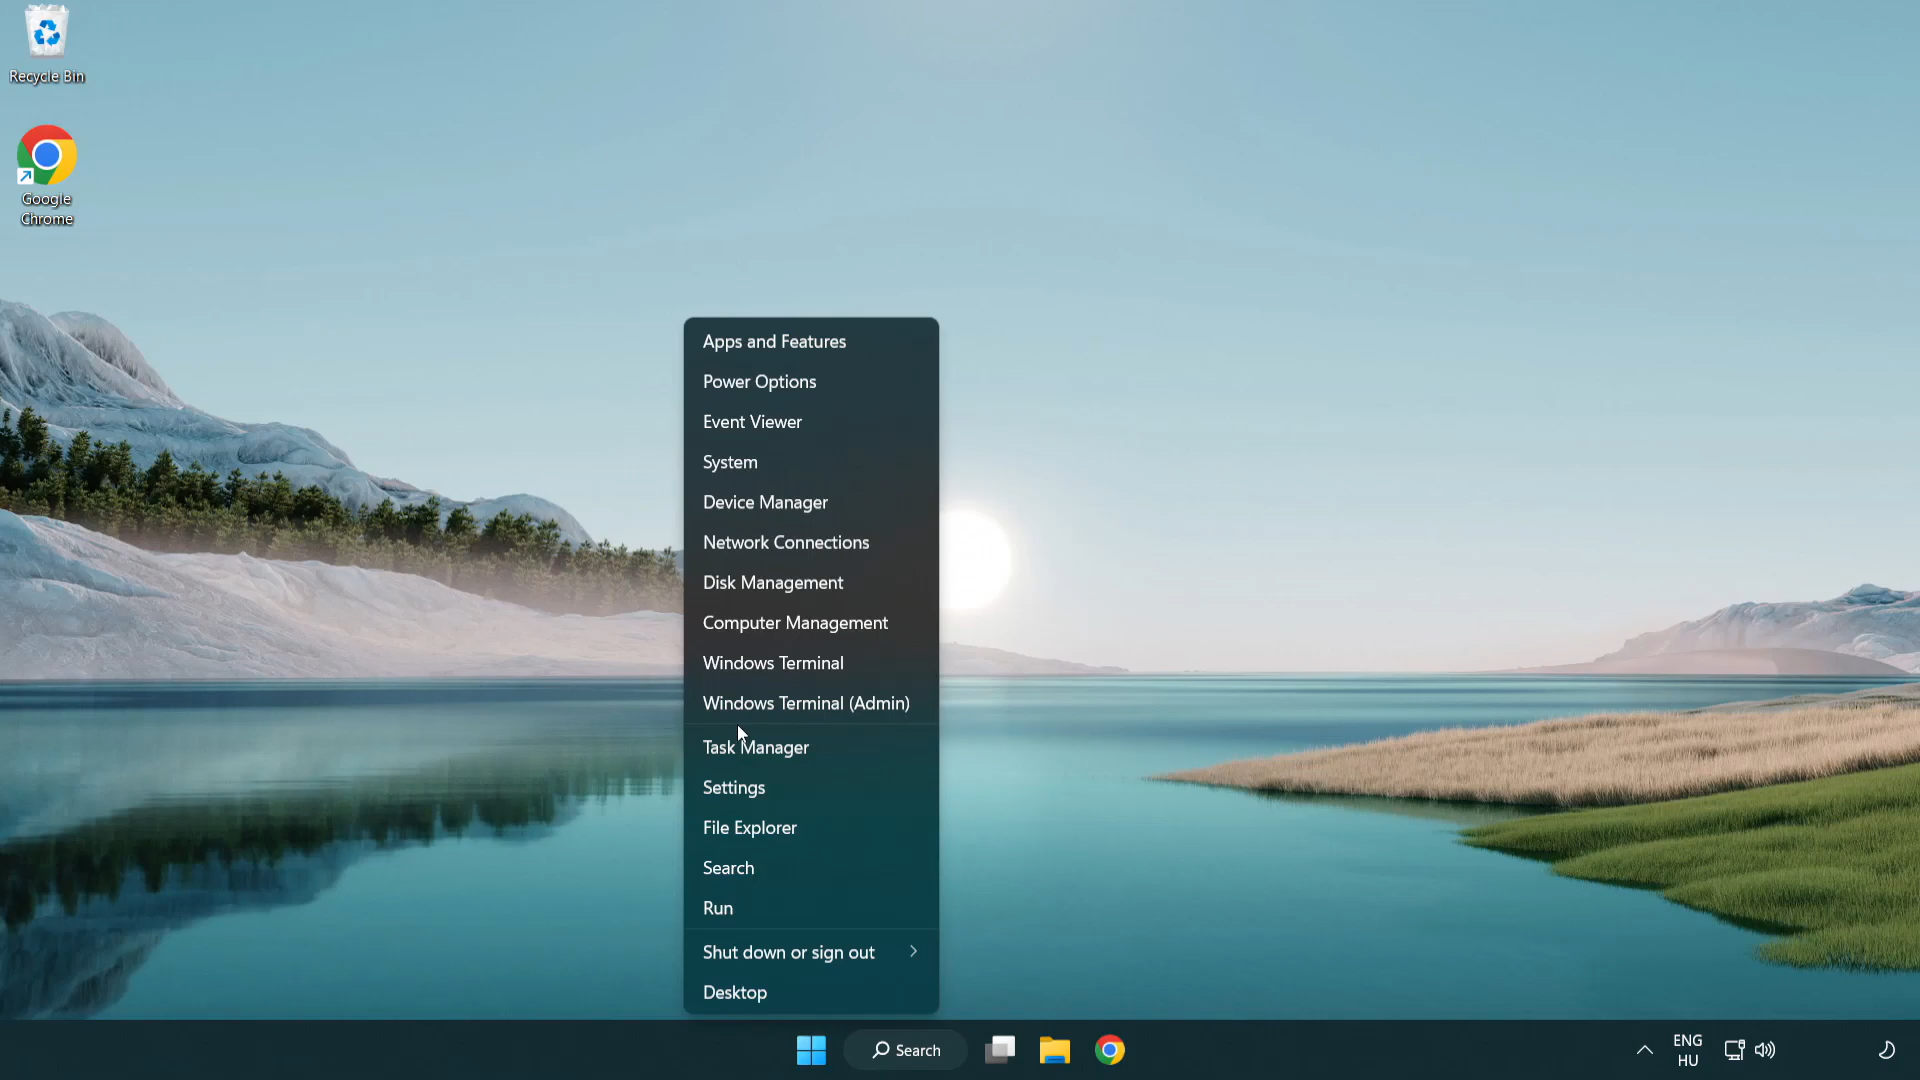 Recycle Bin
Google
Chrome
Apps and Features
Power Options
Event Viewer
System
Device Manager
Network Connections
Disk Management
Computer Management
Windows Terminal
Windows Terminal (Admin)
Task Manager
Settings
File Explorer
Search
Run
Shut down or sign out
Desktop
Search
ENG
HU